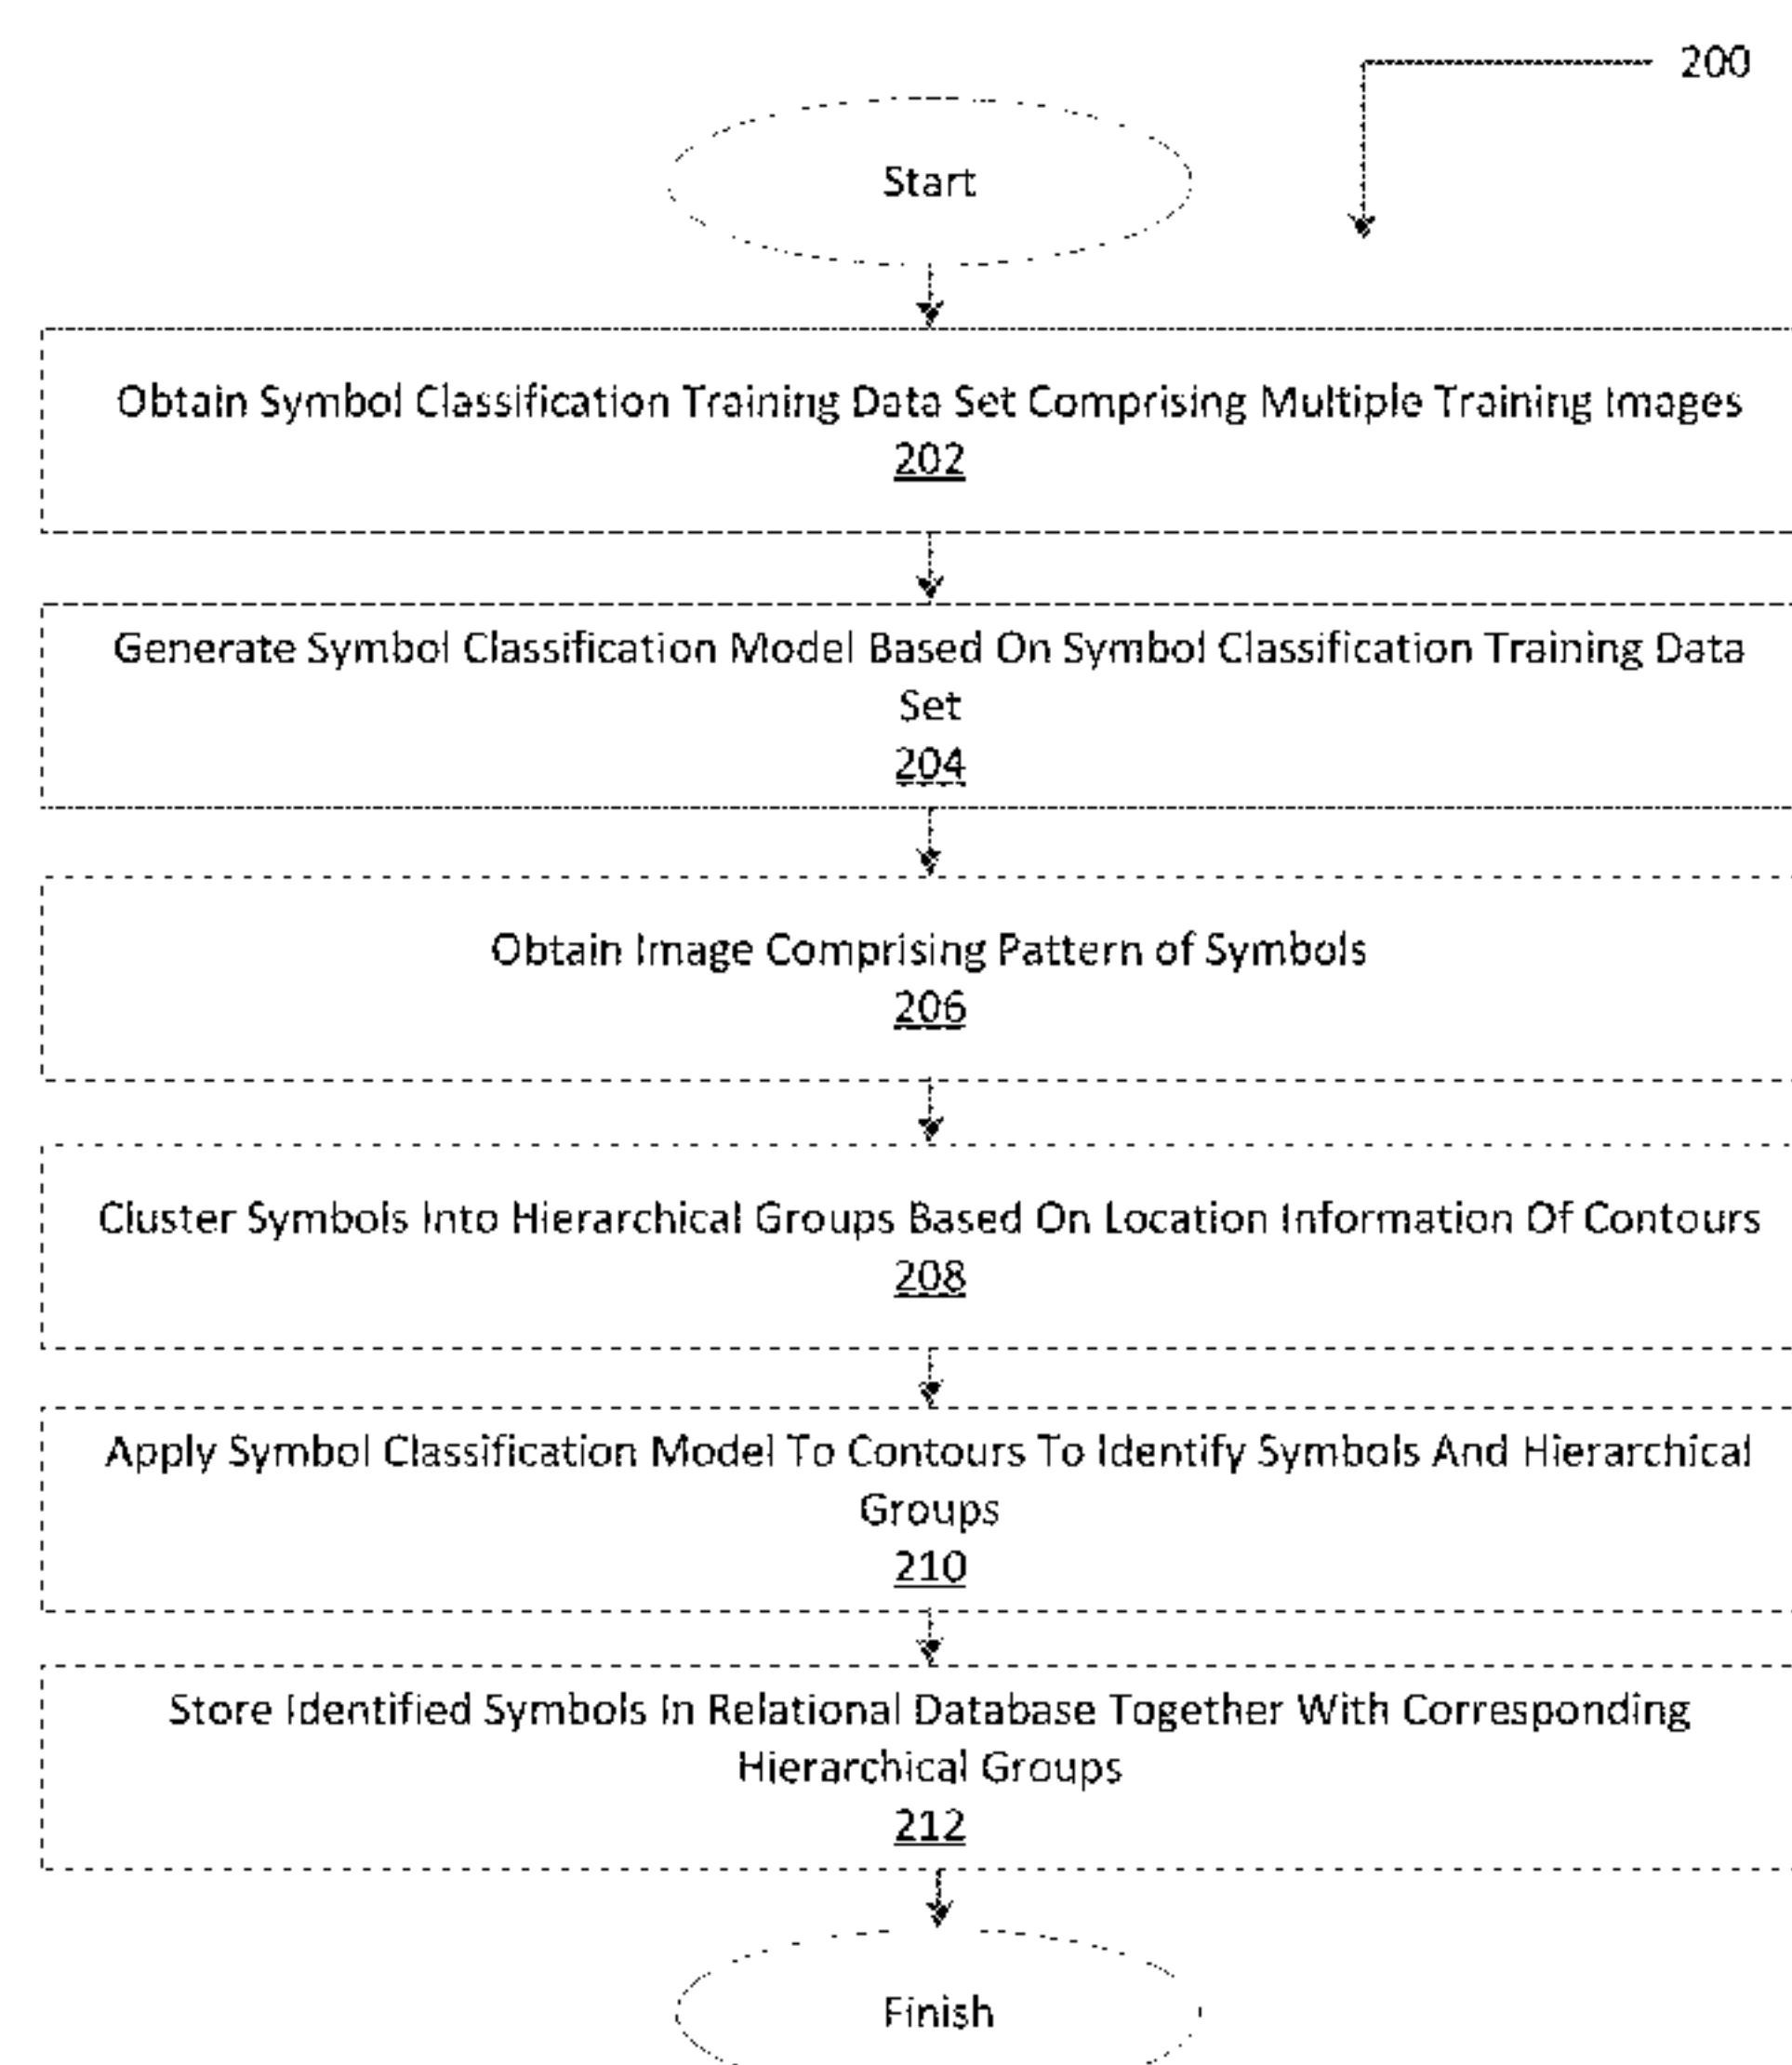 200
Start
Obtain Symbol Classification Training Data Set Comprising Multiple Training Images
202
Generate Symbol Classification Model Based On Symbol Classification Training Data
Set
204
Obtain Image Comprising Pattern of Symbols
206
Cluster Symbols Into Hierarchical Groups Based On Location Information Of Contours
208
Apply Symbol Classification Model To Contours To Identify Symbols And Hierarchical
Groups
210
Store Identified Symbols In Relational Database Together With Corresponding
Hierarchical Groups
212
Finish